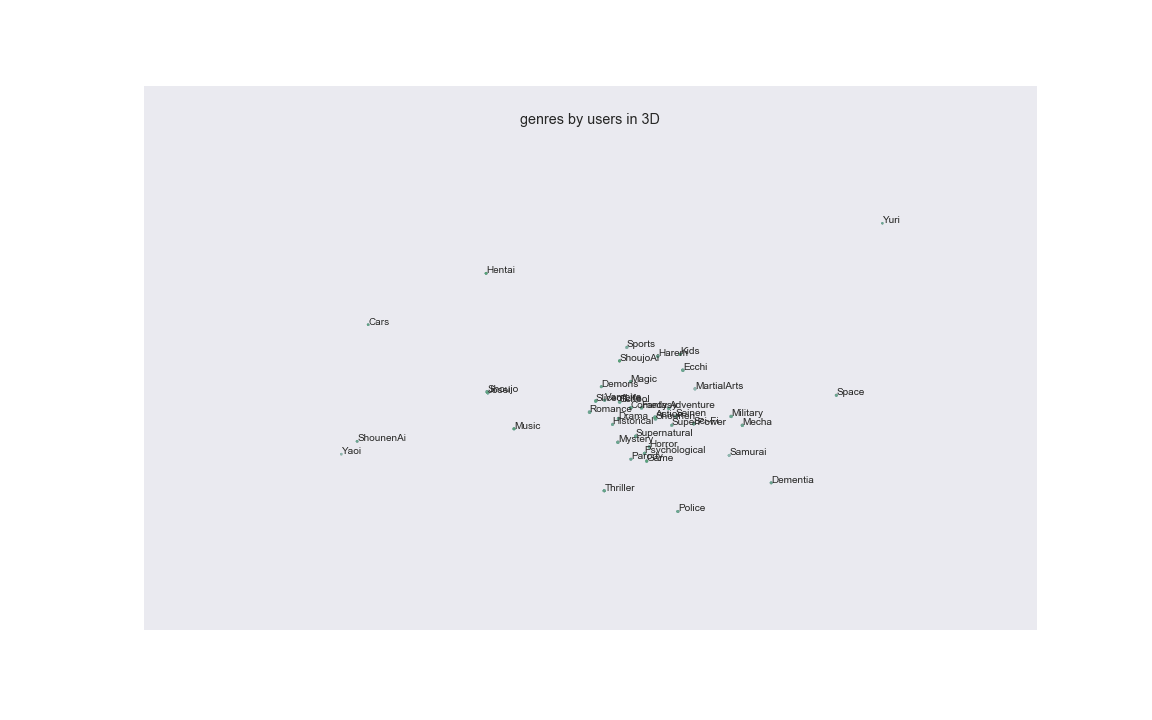 genres by users in 3D
Yuri
Hentai
Cars
Sports
Harem
Kids
ShoujoAi
Ecchi
Magic
Demons
MartialArts
Shoujo
Josei
Space
Vampire
School
Comedy
Fantasy
Adventure
Romance
Action
Seinen
Military
Drama
Shounen
Historical
SuperPower
Sci-Fi
Mecha
Music
Supernatural
ShounenAi
Mystery
Horror
Yaoi
Psychological
Samurai
Parody
Game
Dementia
Thriller
Police